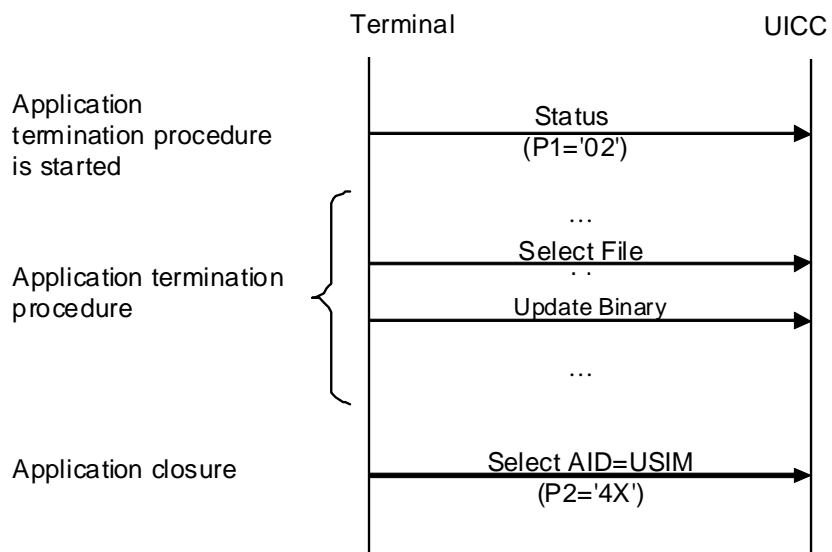 Terminal
UICC
Application
termination procedure
is started
Status
(P1='02')
...
Select File
. .
Application termination
procedure
Update Binary
...
Application closure
Select AID=USIM
(P2='4X')